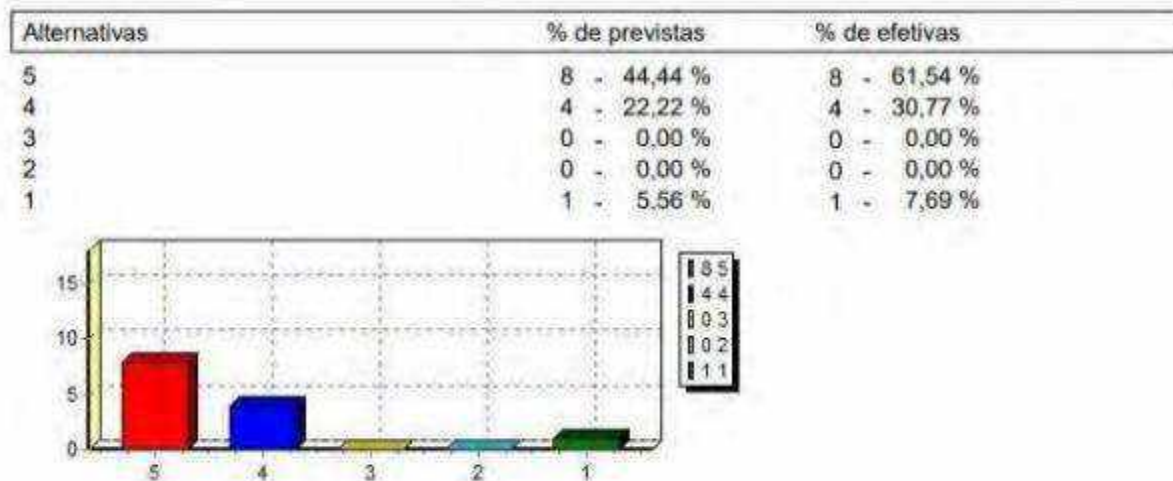 Alternativas % de previstas % de efetivas
5 8 - 44,44 % 8 - 61,54 %
4 4 - 22,22 % 4 - 30,77 %
3 0 - 0,00 % 0 - 0,00 %
2 0 - 0,00 % 0 - 0,00 %
1 1 - 5,56 % 1 - 7,69 %
15
10
5
0
5 4 3 2 1
8 5
4 4
0 3
0 2
1 1